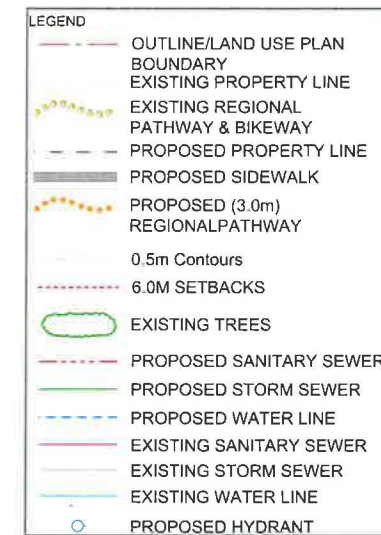 LEGEND
OUTLINE/LAND USE PLAN
BOUNDARY
EXISTING PROPERTY LINE
EXISTING REGIONAL
PATHWAY & BIKEWAY
PROPOSED PROPERTY LINE
PROPOSED SIDEWALK
PROPOSED (3.0m)
REGIONALPATHWAY
0.5m Contours
6.0M SETBACKS
EXISTING TREES
PROPOSED SANITARY SEWER
PROPOSED STORM SEWER
PROPOSED WATER LINE
EXISTING SANITARY SEWER
EXISTING STORM SEWER
EXISTING WATER LINE
PROPOSED HYDRANT